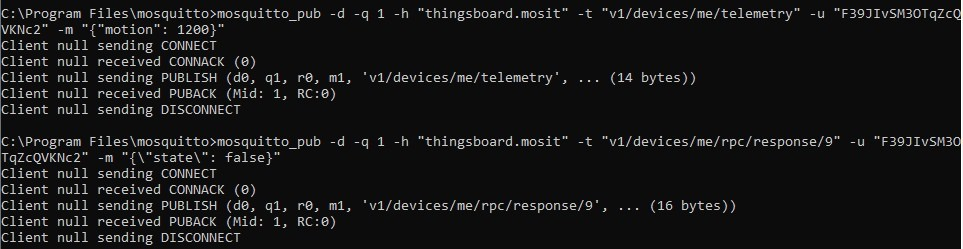 C:\Program Files\mosquitto>mosquitto_pub -d -q 1 -h "thingsboard.mosit" -t "v1/devices/me/telemetry" -u "F39JIvSM3OTqZcQ
VKNc2" -m "{"motion": 1200}"
Client null sending CONNECT
Client null received CONNACK (0)
Client null sending PUBLISH (d0, q1, r0, m1, 'v1/devices/me/telemetry', ... (14 bytes))
Client null received PUBACK (Mid: 1, RC:0)
Client null sending DISCONNECT
C:\Program Files\mosquitto>mosquitto_pub -d -q 1 -h "thingsboard.mosit" -t "v1/devices/me/rpc/response/9" -u "F39JIvSM3O
TqZcQVKNc2" -m "{\"state\": false}"
Client null sending CONNECT
Client null received CONNACK (0)
Client null sending PUBLISH (d0, q1, r0, m1, 'v1/devices/me/rpc/response/9', ... (16 bytes))
Client null received PUBACK (Mid: 1, RC:0)
Client null sending DISCONNECT